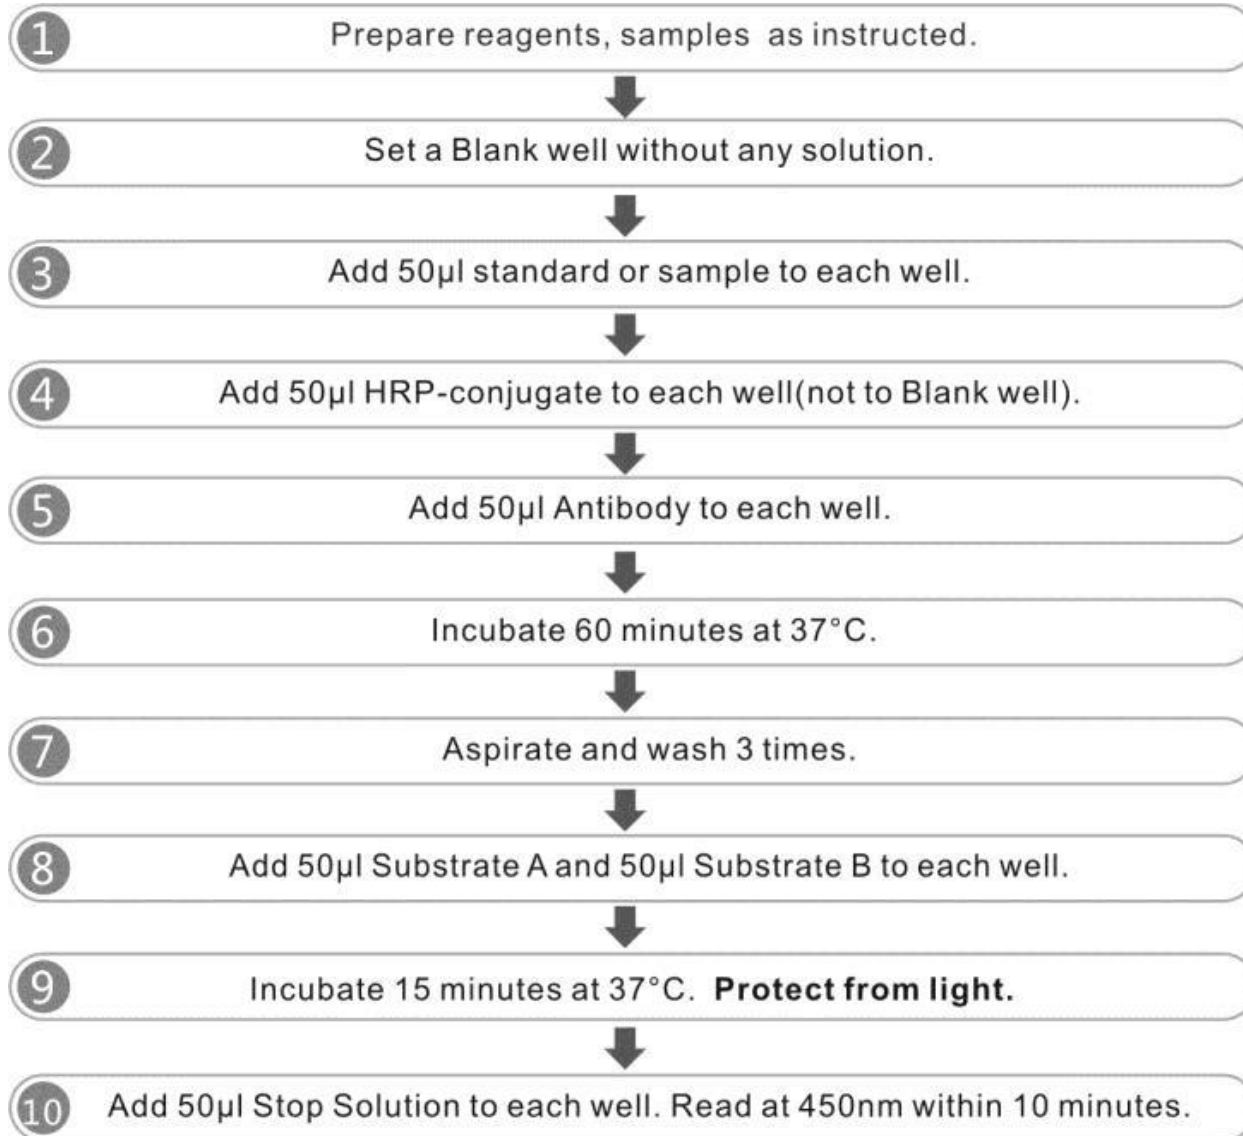 1 Prepare reagents, samples as instructed.
2 Set a Blank well without any solution.
3 Add 50µl standard or sample to each well.
4 Add 50µl HRP-conjugate to each well(not to Blank well).
5 Add 50µl Antibody to each well.
6 Incubate 60 minutes at 37°C.
7 Aspirate and wash 3 times.
8 Add 50µl Substrate A and 50µl Substrate B to each well.
9 Incubate 15 minutes at 37°C. Protect from light.
10 Add 50µl Stop Solution to each well. Read at 450nm within 10 minutes.